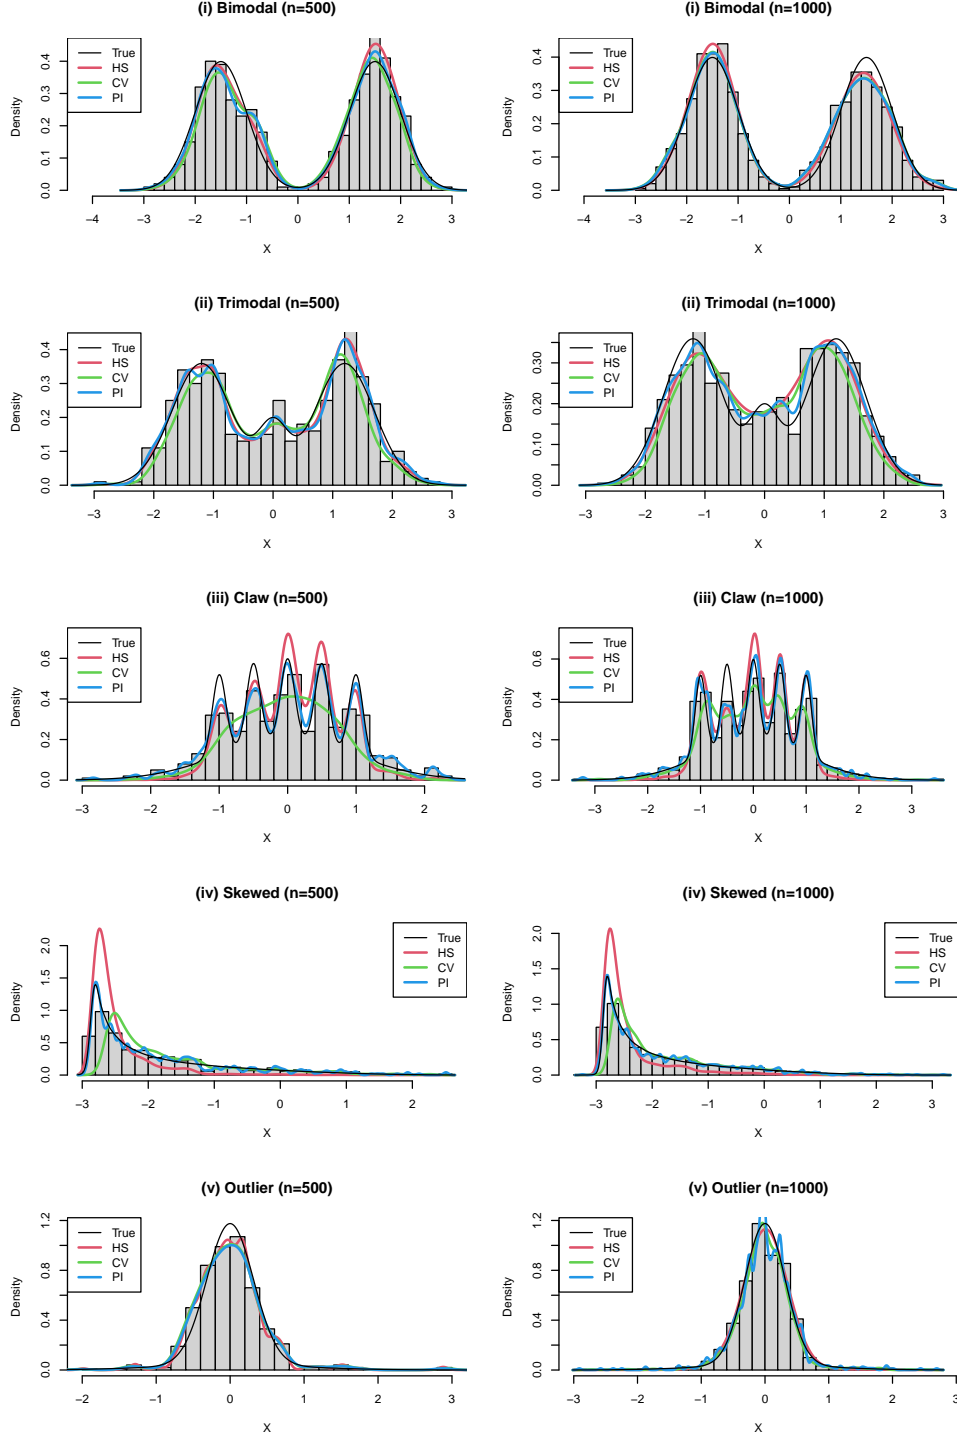 (i) Bimodal (n=500)
True
HS
CV
PI
Density
0.0 0.1 0.2 0.3 0.4
−4 −3 −2 −1 0 1 2 3
X
(i) Bimodal (n=1000)
True
HS
CV
PI
Density
0.0 0.1 0.2 0.3 0.4
−4 −3 −2 −1 0 1 2 3
X
(ii) Trimodal (n=500)
True
HS
CV
PI
Density
0.0 0.1 0.2 0.3 0.4
−3 −2 −1 0 1 2 3
X
(ii) Trimodal (n=1000)
True
HS
CV
PI
Density
0.00 0.10 0.20 0.30
−3 −2 −1 0 1 2 3
X
(iii) Claw (n=500)
True
HS
CV
PI
Density
0.0 0.2 0.4 0.6
−3 −2 −1 0 1 2
X
(iii) Claw (n=1000)
True
HS
CV
PI
Density
0.0 0.2 0.4 0.6
−3 −2 −1 0 1 2 3
X
(iv) Skewed (n=500)
True
HS
CV
PI
Density
0.0 0.5 1.0 1.5 2.0
−3 −2 −1 0 1 2
X
(iv) Skewed (n=1000)
True
HS
CV
PI
Density
0.0 0.5 1.0 1.5 2.0
−3 −2 −1 0 1 2 3
X
(v) Outlier (n=500)
True
HS
CV
PI
Density
0.0 0.4 0.8 1.2
−2 −1 0 1 2 3
X
(v) Outlier (n=1000)
True
HS
CV
PI
Density
0.0 0.4 0.8 1.2
−3 −2 −1 0 1 2 3
X